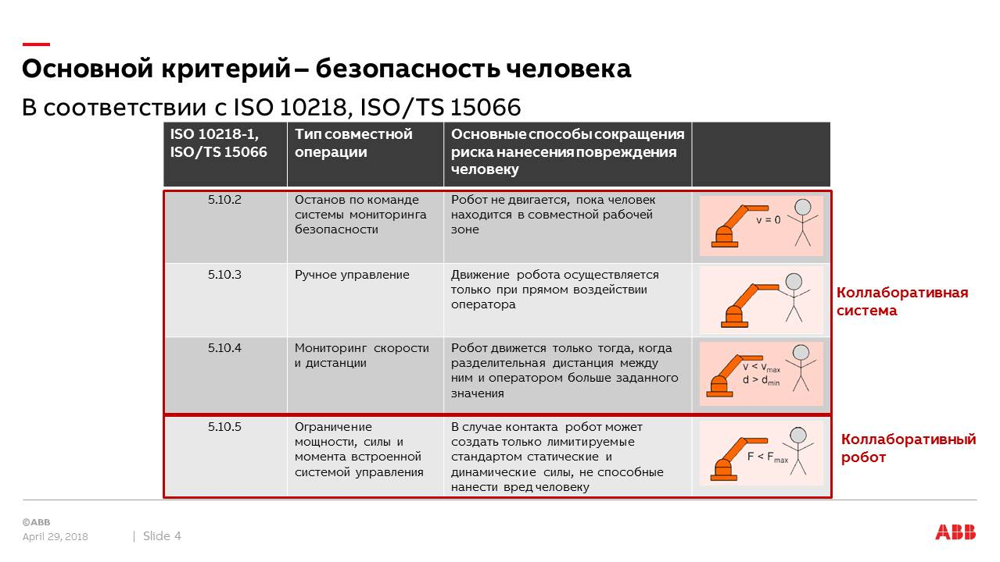 Основной критерий – безопасность человека
В соответствии с ISO 10218, ISO/TS 15066
ISO 10218-1,
ISO/TS 15066
Тип совместной
операции
Основные способы сокращения
риска нанесения повреждения
человеку
5.10.2
Останов по команде
системы мониторинга
безопасности
Робот не двигается, пока человек
находится в совместной рабочей
зоне
v = 0
5.10.3
Ручное управление
Движение робота осуществляется
только при прямом воздействии
оператора
5.10.4
Мониторинг скорости
и дистанции
Робот движется только тогда, когда
разделительная дистанция между
ним и оператором больше заданного
значения
v < vmax
d > dmin
Коллаборативная
система
5.10.5
Ограничение
мощности, силы и
момента встроенной
системой управления
В случае контакта робот может
создать только лимитируемые
стандартом статические и
динамические силы, не способные
нанести вред человеку
F < Fmax
Коллаборативный
робот
©ABB
April 29, 2018
| Slide 4
ABB